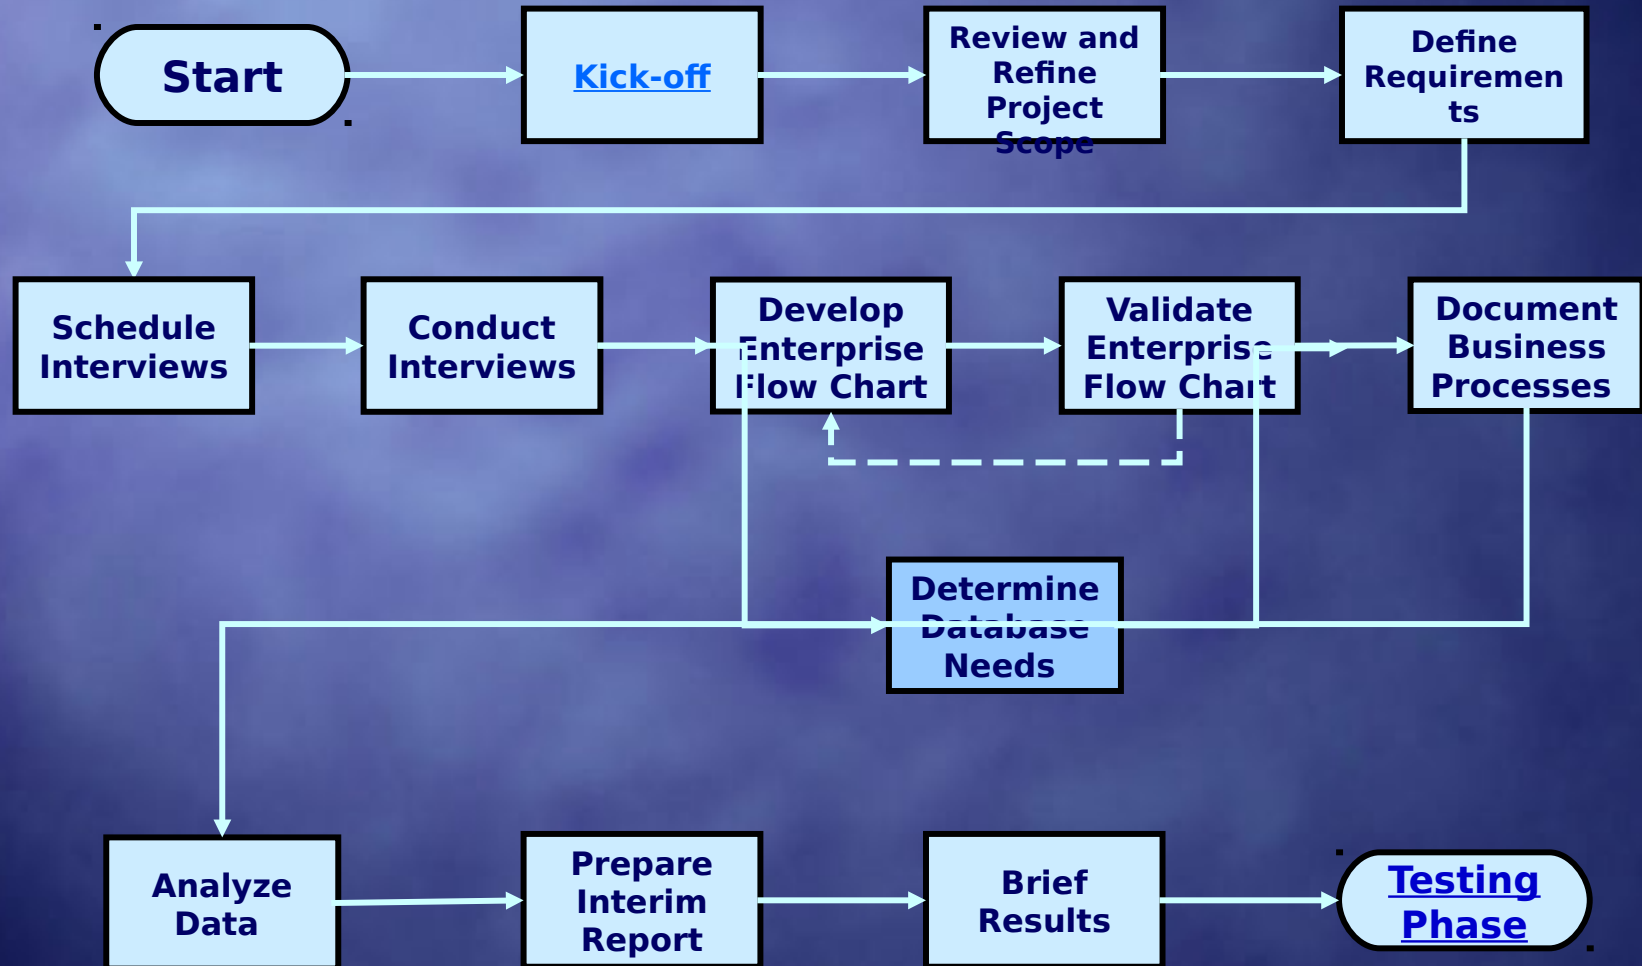 Start
Kick-off
Review and
Refine
Project
Scope
Define
Requiremen
ts
Schedule
Interviews
Conduct
Interviews
Develop
Enterprise
Flow Chart
Validate
Enterprise
Flow Chart
Document
Business
Processes
Determine
Database
Needs
Analyze
Data
Prepare
Interim
Report
Brief
Results
Testing
Phase